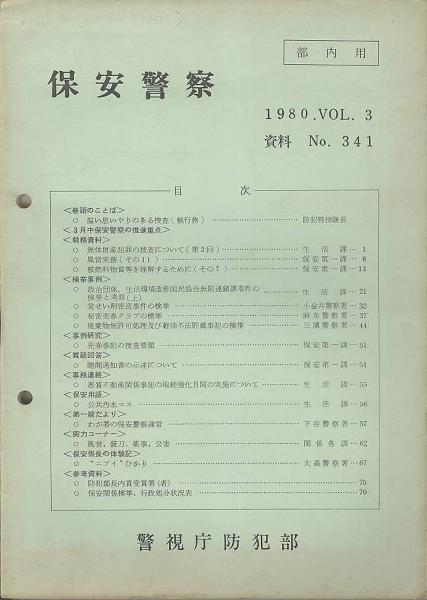 部内用
保安警察
1980.VOL. 3
資料 No. 341
目 次
<巻頭のことば>
○ 温い思いやりのある捜査(執行務)……防犯特捜隊長
<3月中保安警察の推進重点>
<執務資料>
○ 無体財産犯罪の捜査について(第2回)……生活課…1
○ 風営実務(その11)……保安第一課…8
○ 核燃料物質等を理解するために(その7)……保安第一課…13
<検挙事例>
○ 政治団体,生活環境改善国民協会無限連鎖講事件の
検挙と考察(上)……生活課…21
○ 覚せい剤密造事件の検挙……小金井警察署…32
○ 秘密売春クラブの検挙……麻布警察署…37
○ 廃棄物無許可処理及び軽油不法貯蔵事犯の検挙……三鷹警察署…44
<事例研究>
○ 売春事犯の捜査要領……保安第一課…51
<質疑回答>
○ 聴聞通知書の示達について……保安第一課…54
<事務連絡>
○ 悪質不動産関係事犯の取締強化月間の実施について……生活課…55
<保安用語>
○ 公共汚水マス……生活課…56
<第一線だより>
○ わが署の保安警察運営……下谷警察署…57
<実力コーナー>
○ 風営,銃刀,薬事,公害……関係各課…62
<保安係長の体験記>
○ “ニブイ”ひかり……大森警察署…67
<参考資料>
○ 防犯部長内賞受賞署(者)……75
○ 保安関係検挙,行政処分状況表……79
警視庁防犯部